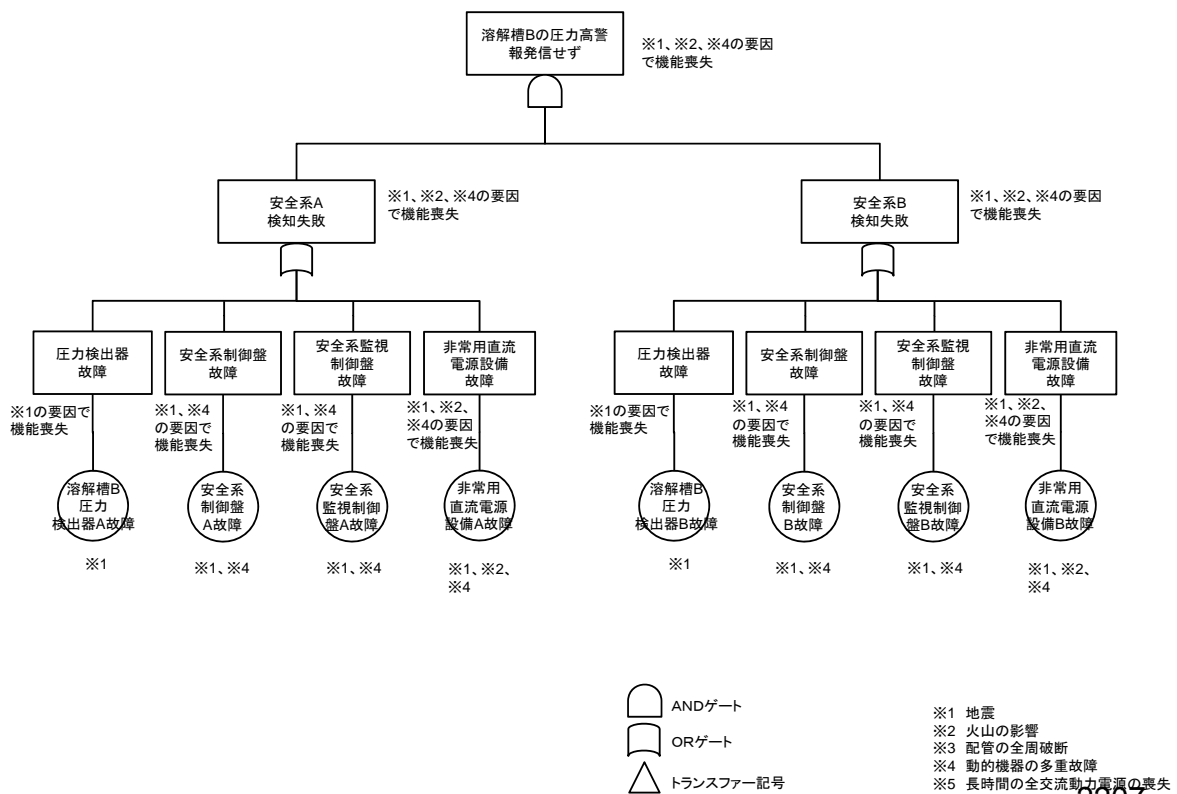 溶解槽Bの圧力高警
報発信せず
※1、※2、※4の要因
で機能喪失
安全系A
検知失敗
※1、※2、※4の要因
で機能喪失
安全系B
検知失敗
※1、※2、※4の要因
で機能喪失
圧力検出器
故障
安全系制御盤
故障
安全系監視
制御盤
故障
非常用直流
電源設備
故障
圧力検出器
故障
安全系制御盤
故障
安全系監視
制御盤
故障
非常用直流
電源設備
故障
※1の要因で
機能喪失
※1、※4
の要因で
機能喪失
※1、※4
の要因で
機能喪失
※1、※2、
※4の要因
で機能喪失
※1の要因で
機能喪失
※1、※4
の要因で
機能喪失
※1、※4
の要因で
機能喪失
※1、※2、
※4の要因
で機能喪失
溶解槽B
圧力
検出器A故障
安全系
制御盤
A故障
安全系
監視制御
盤A故障
非常用
直流電源
設備A故障
溶解槽B
圧力
検出器B故障
安全系
制御盤
B故障
安全系
監視制御
盤B故障
非常用
直流電源
設備B故障
※1
※1、※4
※1、※4
※1、※2、
※4
※1
※1、※4
※1、※4
※1、※2、
※4
ANDゲート
ORゲート
トランスファー記号
※1 地震
※2 火山の影響
※3 配管の全周破断
※4 動的機器の多重故障
※5 長時間の全交流動力電源の喪失